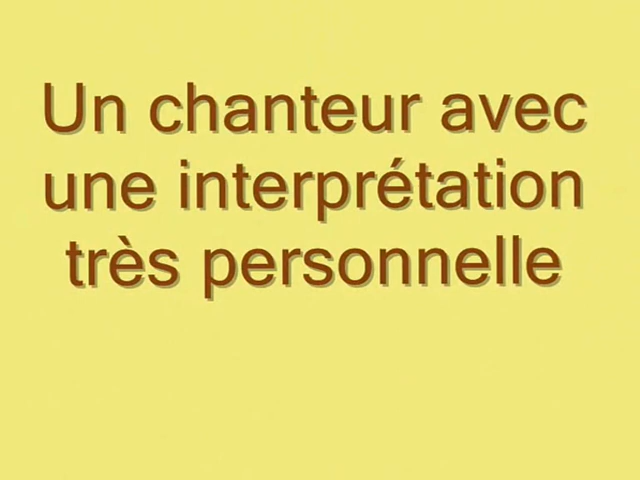 Un chanteur avec
une interprétation
très personnelle